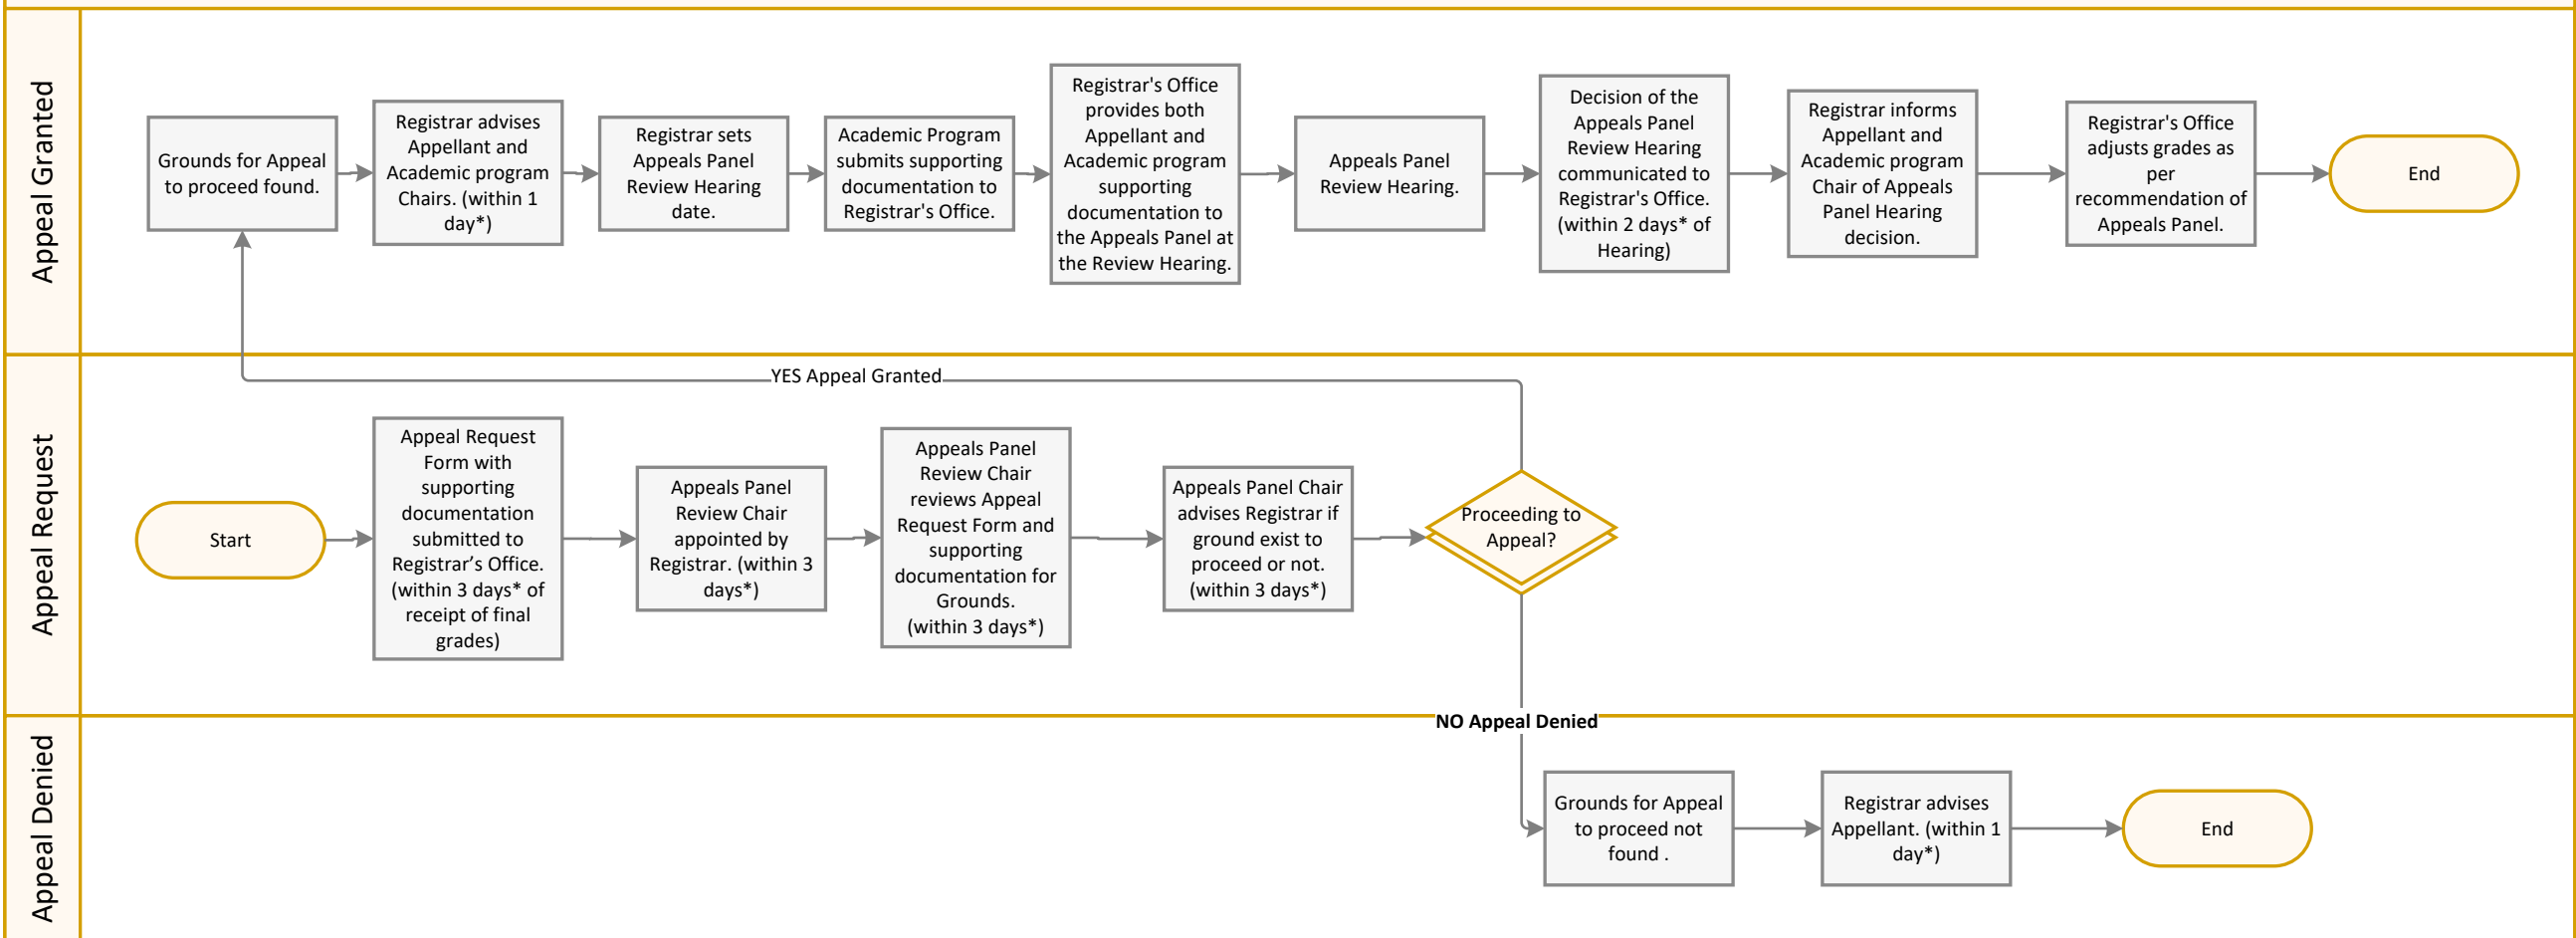 Appeal Granted
Grounds for Appeal
to proceed found.
Registrar advises
Appellant and
Academic program
Chairs. (within 1
day*)
Registrar sets
Appeals Panel
Review Hearing
date.
Academic Program
submits supporting
documentation to
Registrar's Office.
Registrar's Office
provides both
Appellant and
Academic program
supporting
documentation to
the Appeals Panel at
the Review Hearing.
Appeals Panel
Review Hearing.
Decision of the
Appeals Panel
Review Hearing
communicated to
Registrar's Office.
(within 2 days* of
Hearing)
Registrar informs
Appellant and
Academic program
Chair of Appeals
Panel Hearing
decision.
Registrar's Office
adjusts grades as
per
recommendation of
Appeals Panel.
End
YES Appeal Granted
Appeal Request
Start
Appeal Request
Form with
supporting
documentation
submitted to
Registrar’s Office.
(within 3 days* of
receipt of final
grades)
Appeals Panel
Review Chair
appointed by
Registrar. (within 3
days*)
Appeals Panel
Review Chair
reviews Appeal
Request Form and
supporting
documentation for
Grounds.
(within 3 days*)
Appeals Panel Chair
advises Registrar if
ground exist to
proceed or not.
(within 3 days*)
Proceeding to
Appeal?
NO Appeal Denied
Appeal Denied
Grounds for Appeal
to proceed not
found .
Registrar advises
Appellant. (within 1
day*)
End